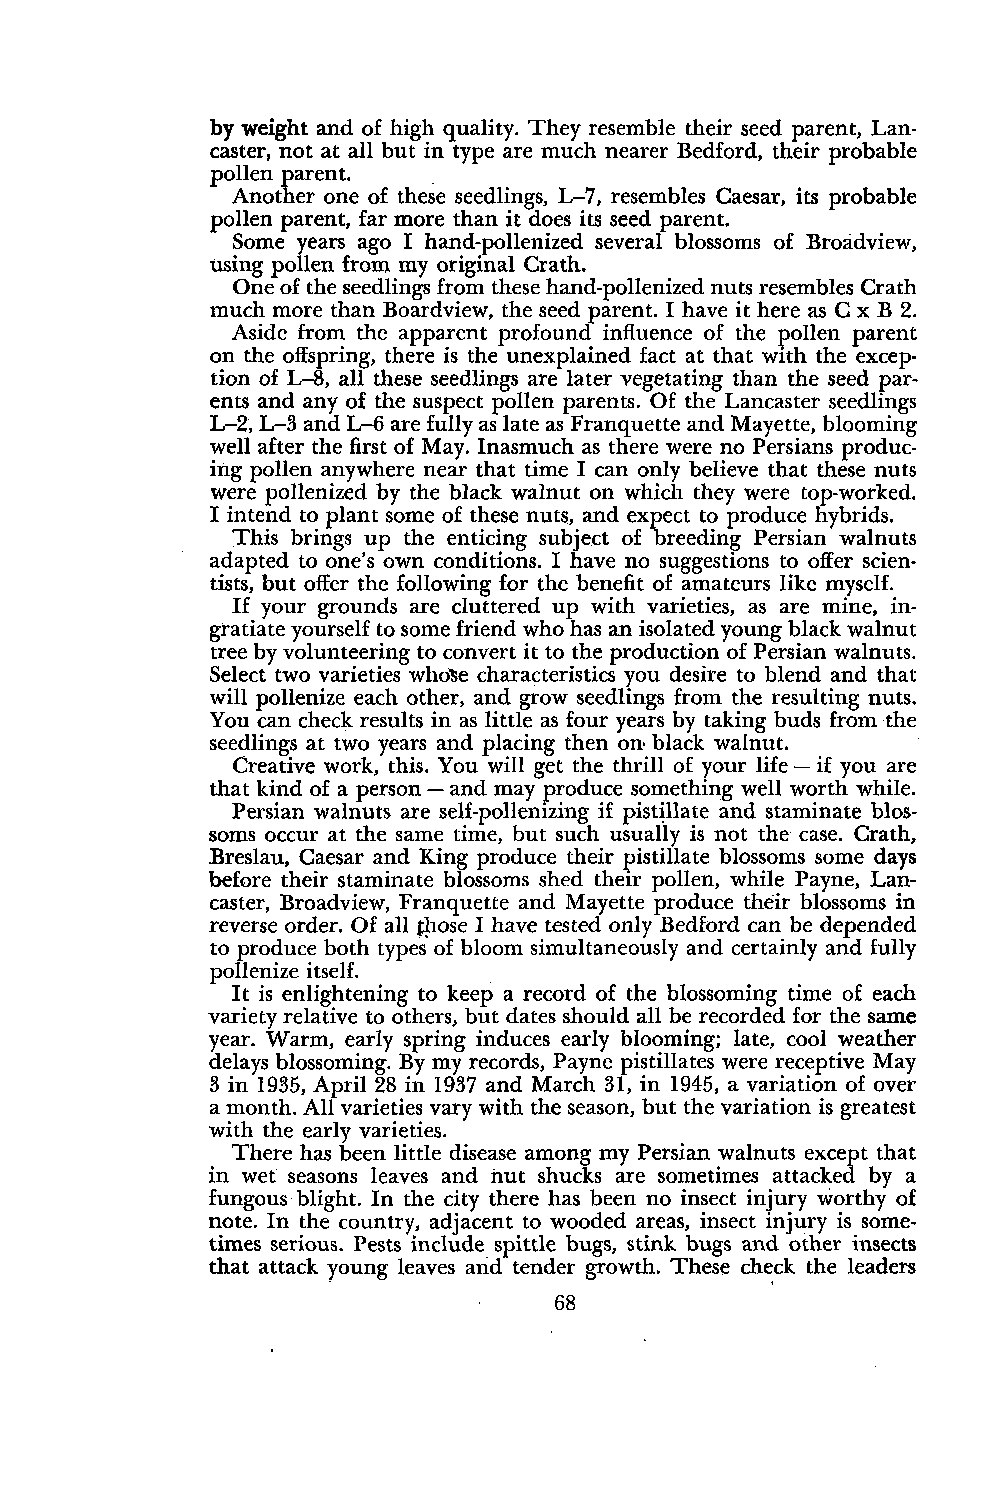 by weight and of high quality. They resemble their seed parent, Lan-
caster, not at all but in type are much nearer Bedford, their probable
pollen parent.
Another one of these seedlings, L–7, resembles Caesar, its probable
pollen parent, far more than it does its seed parent.
Some years ago I hand-pollenized several blossoms of Broadview,
using pollen from my original Crath.
One of the seedlings from these hand-pollenized nuts resembles Crath
much more than Boardview, the seed parent. I have it here as C x B 2.
Aside from the apparent profound influence of the pollen parent
on the offspring, there is the unexplained fact at that with the excep-
tion of L–8, all these seedlings are later vegetating than the seed par-
ents and any of the suspect pollen parents. Of the Lancaster seedlings
L–2, L–3 and L–6 are fully as late as Franquette and Mayette, blooming
well after the first of May. Inasmuch as there were no Persians produc-
ing pollen anywhere near that time I can only believe that these nuts
were pollenized by the black walnut on which they were top-worked.
I intend to plant some of these nuts, and expect to produce hybrids.
This brings up the enticing subject of breeding Persian walnuts
adapted to one's own conditions. I have no suggestions to offer scien-
tists, but offer the following for the benefit of amateurs like myself.
If your grounds are cluttered up with varieties, as are mine, in-
gratiate yourself to some friend who has an isolated young black walnut
tree by volunteering to convert it to the production of Persian walnuts.
Select two varieties whose characteristics you desire to blend and that
will pollenize each other, and grow seedlings from the resulting nuts.
You can check results in as little as four years by taking buds from the
seedlings at two years and placing then on black walnut.
Creative work, this. You will get the thrill of your life — if you are
that kind of a person — and may produce something well worth while.
Persian walnuts are self-pollenizing if pistillate and staminate blos-
soms occur at the same time, but such usually is not the case. Crath,
Breslau, Caesar and King produce their pistillate blossoms some days
before their staminate blossoms shed their pollen, while Payne, Lan-
caster, Broadview, Franquette and Mayette produce their blossoms in
reverse order. Of all those I have tested only Bedford can be depended
to produce both types of bloom simultaneously and certainly and fully
pollenize itself.
It is enlightening to keep a record of the blossoming time of each
variety relative to others, but dates should all be recorded for the same
year. Warm, early spring induces early blooming; late, cool weather
delays blossoming. By my records, Payne pistillates were receptive May
3 in 1935, April 28 in 1937 and March 31, in 1945, a variation of over
a month. All varieties vary with the season, but the variation is greatest
with the early varieties.
There has been little disease among my Persian walnuts except that
in wet seasons leaves and nut shucks are sometimes attacked by a
fungous blight. In the city there has been no insect injury worthy of
note. In the country, adjacent to wooded areas, insect injury is some-
times serious. Pests include spittle bugs, stink bugs and other insects
that attack young leaves and tender growth. These check the leaders
68